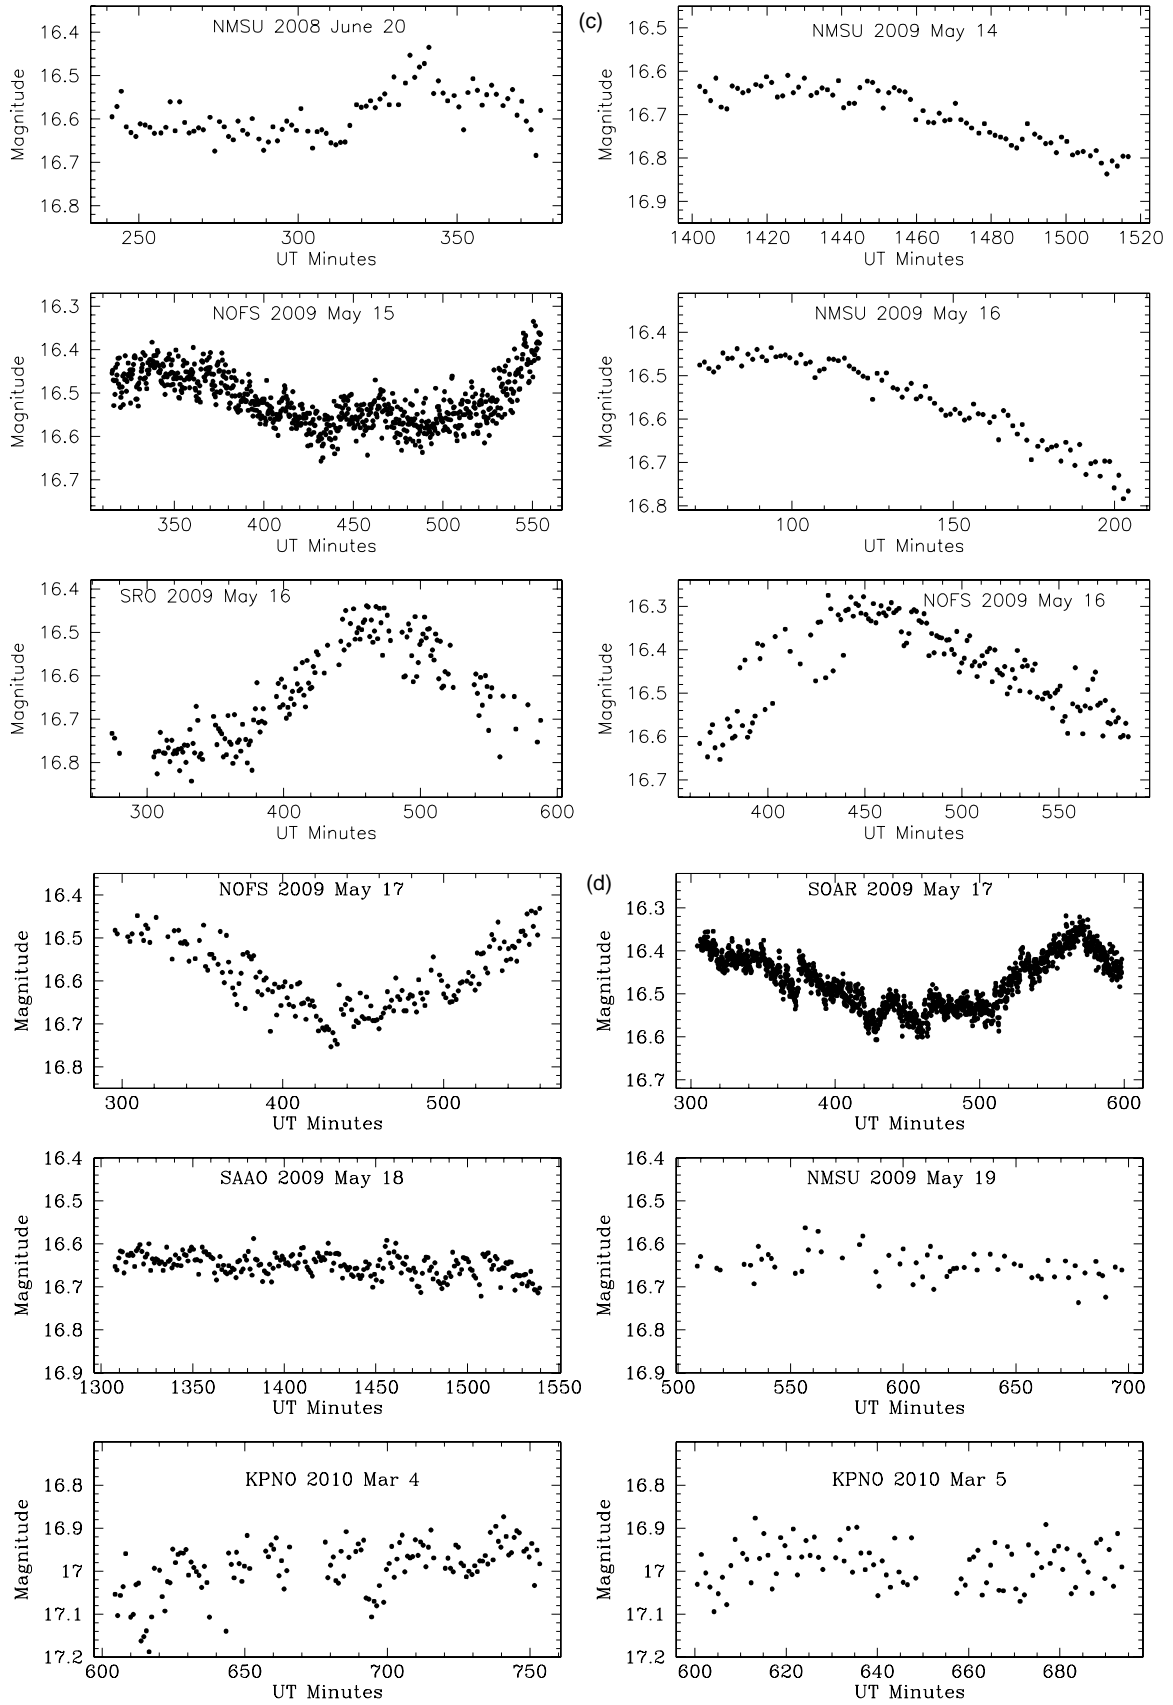 (c)
NMSU 2008 June 20
Magnitude
16.4
16.5
16.6
16.7
16.8
250 300 350
UT Minutes
NMSU 2009 May 14
Magnitude
16.5
16.6
16.7
16.8
16.9
1400 1420 1440 1460 1480 1500 1520
UT Minutes
NOFS 2009 May 15
Magnitude
16.3
16.4
16.5
16.6
16.7
350 400 450 500 550
UT Minutes
NMSU 2009 May 16
Magnitude
16.4
16.5
16.6
16.7
16.8
100 150 200
UT Minutes
SRO 2009 May 16
Magnitude
16.4
16.5
16.6
16.7
16.8
300 400 500 600
UT Minutes
NOFS 2009 May 16
Magnitude
16.3
16.4
16.5
16.6
16.7
400 450 500 550
UT Minutes
(d)
NOFS 2009 May 17
Magnitude
16.4
16.5
16.6
16.7
16.8
300 400 500
UT Minutes
SOAR 2009 May 17
Magnitude
16.3
16.4
16.5
16.6
16.7
300 400 500 600
UT Minutes
SAAO 2009 May 18
Magnitude
16.4
16.5
16.6
16.7
16.8
16.9
1300 1350 1400 1450 1500 1550
UT Minutes
NMSU 2009 May 19
Magnitude
16.4
16.5
16.6
16.7
16.8
16.9
500 550 600 650 700
UT Minutes
KPNO 2010 Mar 4
Magnitude
16.8
16.9
17
17.1
17.2
600 650 700 750
UT Minutes
KPNO 2010 Mar 5
Magnitude
16.8
16.9
17
17.1
17.2
600 620 640 660 680
UT Minutes